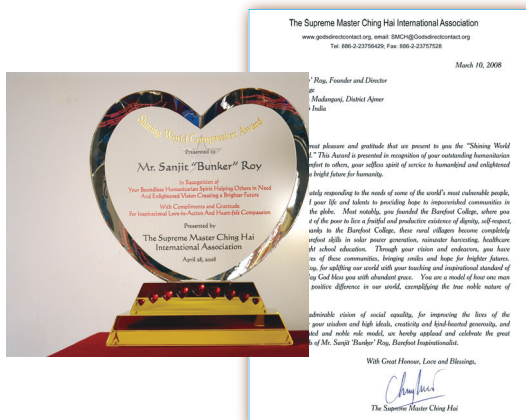 The Supreme Master Ching Hai International Association
www.godsdirectcontact.org, email: SMCH@Godsdirectcontact.org
Tel: 886-2-23756429; Fax: 886-2-23757528
March 10, 2008
' Roy, Founder and Director
Madanganj, District Ajmer
India
great pleasure and gratitude that we present to you the "Shining World
This Award is presented in recognition of your outstanding humanitarian
comfort to others, your selfless spirit of service to humankind and enlightened
a bright future for humanity.
responding to the needs of some of the world's most vulnerable people,
your life and talents to providing hope to impoverished communities in
the globe. Most notably, you founded the Barefoot College, where you
of the poor to live a fruitful and productive existence of dignity, self-respect,
Thanks to the Barefoot College, these rural villagers become completely
barefoot skills in solar power generation, rainwater harvesting, healthcare
school education. Through your vision and endeavors, you have
of these communities, bringing smiles and hope for brighter futures.
Roy, for uplifting our world with your touching and inspirational standard of
May God bless you with abundant grace. You are a model of how one man
positive difference in our world, exemplifying the true noble nature of
admirable vision of social equality, for improving the lives of the
your wisdom and high ideals, creativity and kind-hearted generosity, and
and noble role model, we hereby applaud and celebrate the great
of Mr. Sanjit 'Bunker' Roy, Barefoot Inspirationalist.
With Great Honour, Love and Blessings,
The Supreme Master Ching Hai
Shining World Compassion Award
Presented to
Mr. Sanjit "Bunker" Roy
In Recognition of
Your Boundless Humanitarian Spirit Helping Others in Need
And Enlightened Vision Creating a Brighter Future
With Compliments and Gratitude
For Inspirational Love-in-Action And Heart-felt Compassion
Presented by
The Supreme Master Ching Hai
International Association
April 28, 2008